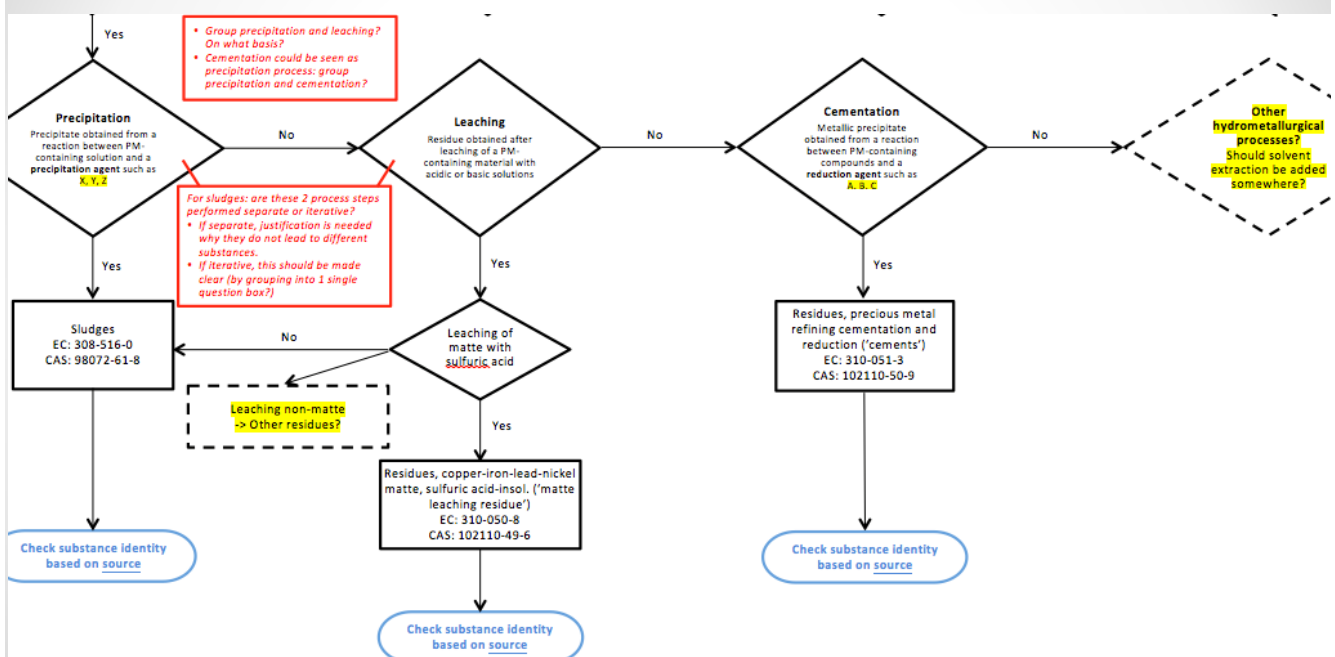 Yes
• Group precipitation and leaching?
On what basis?
• Cementation could be seen as
precipitation process: group
precipitation and cementation?
Precipitation
Precipitate obtained from a
reaction between PM-
containing solution and a
precipitation agent such as
X, Y, Z
No
Leaching
Residue obtained after
leaching of a PM-
containing material with
acidic or basic solutions
No
Cementation
Metallic precipitate
obtained from a reaction
between PM-containing
compounds and a
reduction agent such as
A. B. C
No
Other
hydrometallurgical
processes?
Should solvent
extraction be added
somewhere?
For sludges: are these 2 process steps
performed separate or iterative?
• If separate, justification is needed
why they do not lead to different
substances.
• If iterative, this should be made
clear (by grouping into 1 single
question box?)
Yes
Yes
Yes
Sludges
EC: 308-516-0
CAS: 98072-61-8
No
Leaching of
matte with
sulfuric acid
Residues, precious metal
refining cementation and
reduction ('cements')
EC: 310-051-3
CAS: 102110-50-9
Leaching non-matte
-> Other residues?
Yes
Residues, copper-iron-lead-nickel
matte, sulfuric acid-insol. ('matte
leaching residue')
EC: 310-050-8
CAS: 102110-49-6
Check substance identity
based on source
Check substance identity
based on source
Check substance identity
based on source